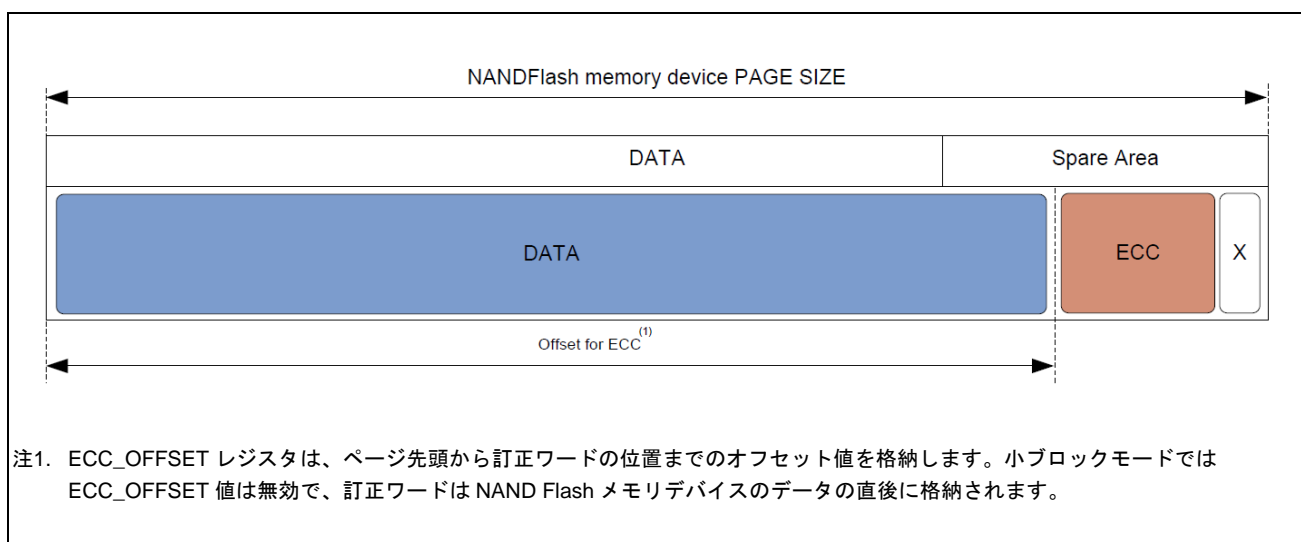 NANDFlash memory device PAGE SIZE
DATA
Spare Area
DATA
ECC
X
Offset for ECC(1)
注1. ECC_OFFSET レジスタは、ページ先頭から訂正ワードの位置までのオフセット値を格納します。小ブロックモードでは
ECC_OFFSET 値は無効で、訂正ワードは NAND Flash メモリデバイスのデータの直後に格納されます。